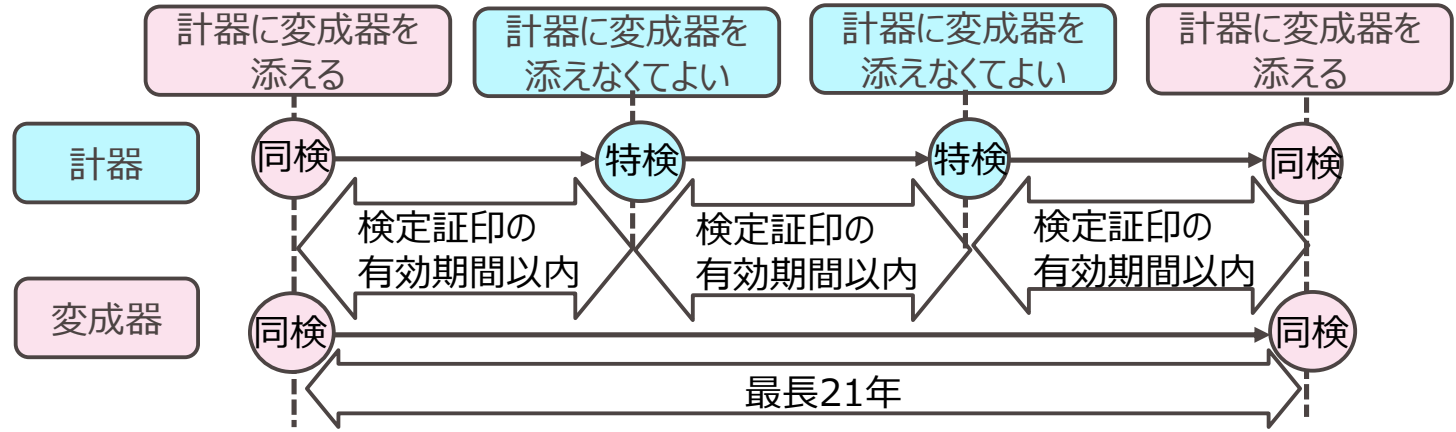 計器に変成器を
添える
計器に変成器を
添えなくてよい
計器に変成器を
添えなくてよい
計器に変成器を
添える
計器
同検
特検
特検
同検
検定証印の
有効期間以内
検定証印の
有効期間以内
検定証印の
有効期間以内
変成器
同検
同検
最長21年